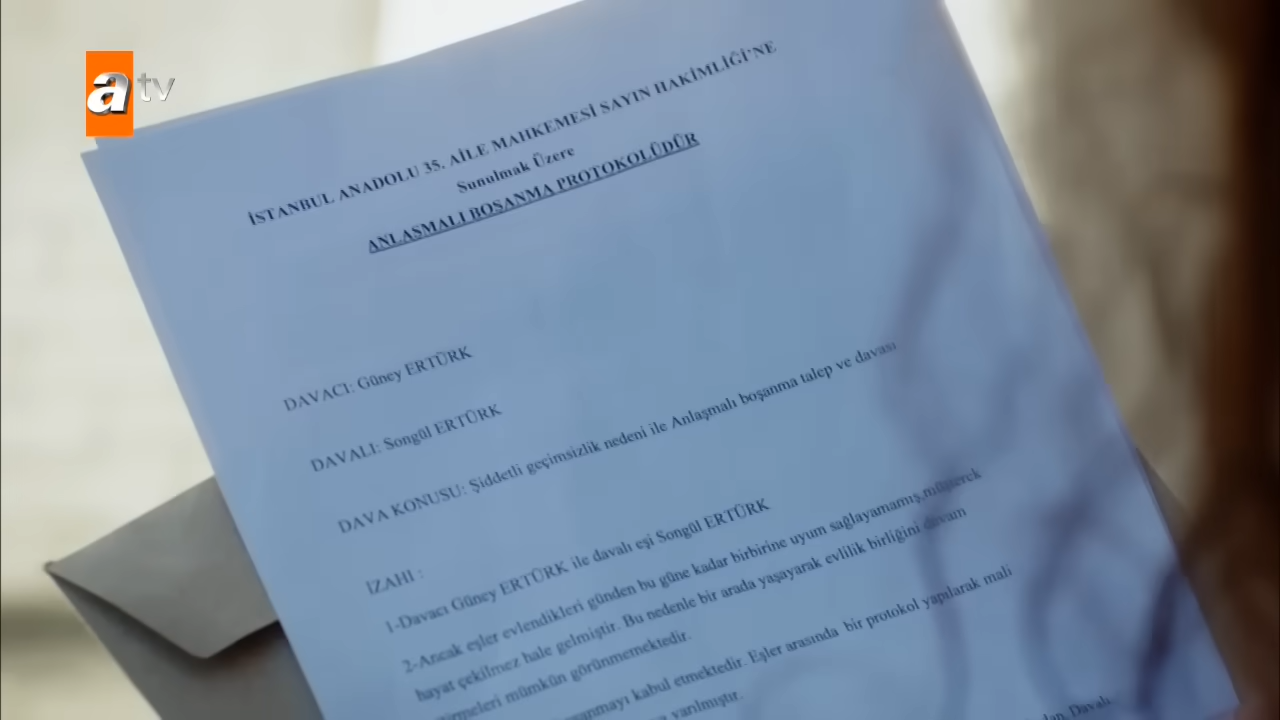 atv
İSTANBUL ANADOLU 35. AİLE MAHKEMESİ SAYIN HAKİMLİĞİ'NE
Sunulmak Üzere
ANLAŞMALI BOŞANMA PROTOKOLÜDÜR
DAVACI: Güney ERTÜRK
DAVALI: Songül ERTÜRK
DAVA KONUSU: Şiddetli geçimsizlik nedeni ile Anlaşmalı boşanma talep ve davası
İZAHI :
1-Davacı Güney ERTÜRK ile davalı eşi Songül ERTÜRK
2-Ancak eşler evlendikleri günden bu güne kadar birbirine uyum sağlayamamış,müşterek
hayat çekilmez hale gelmiştir. Bu nedenle bir arada yaşayarak evlilik birliğini devam
mümkün görünmemektedir.
kabul etmektedir. Eşler arasında bir protokol yapılarak mali
varılmıştır.
Davalı